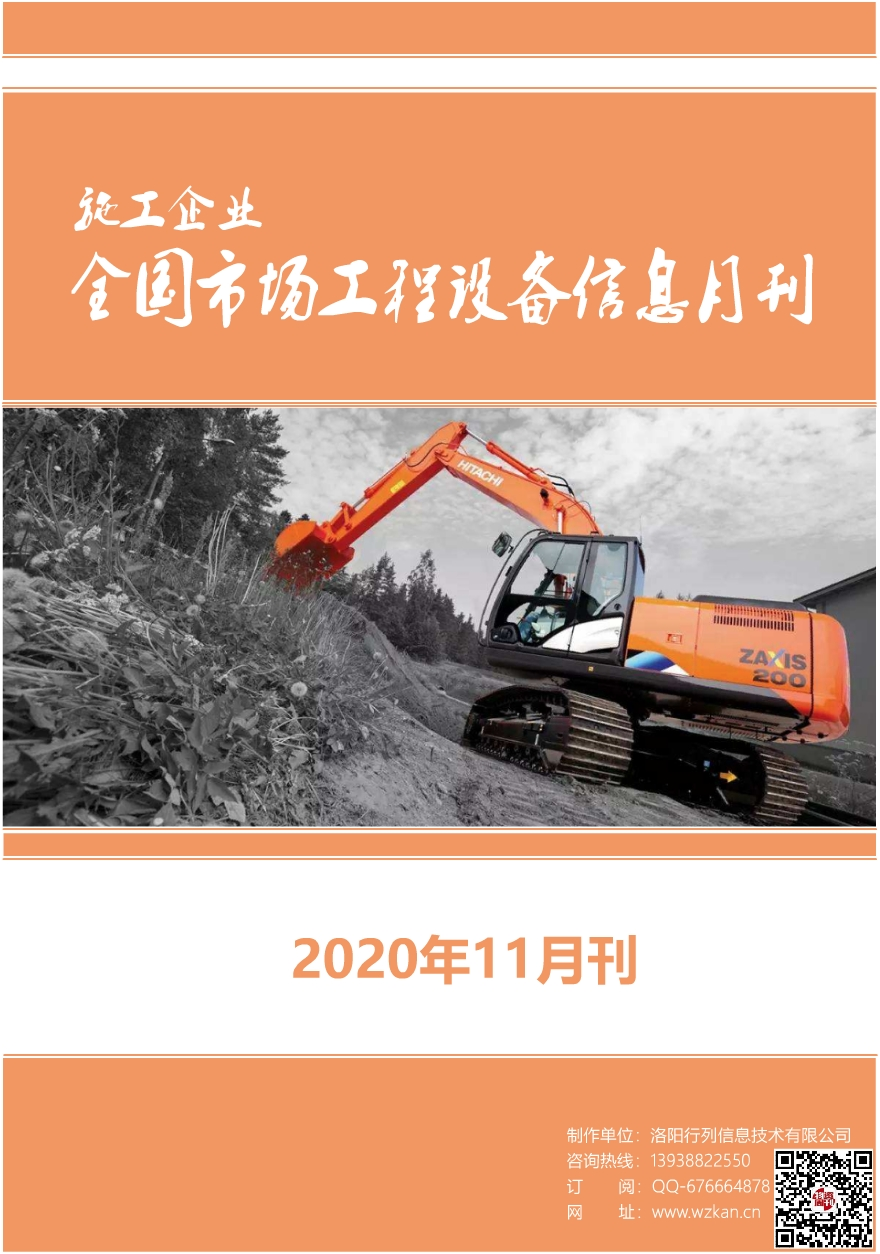 施工企业
全国市场工程设备信息月刊
HITACHI
ZAXIS
200
2020年11月刊
制作单位：洛阳行列信息技术有限公司
咨询热线：13938822550
订 阅：QQ-676664878
网 址：www.wzkan.cn